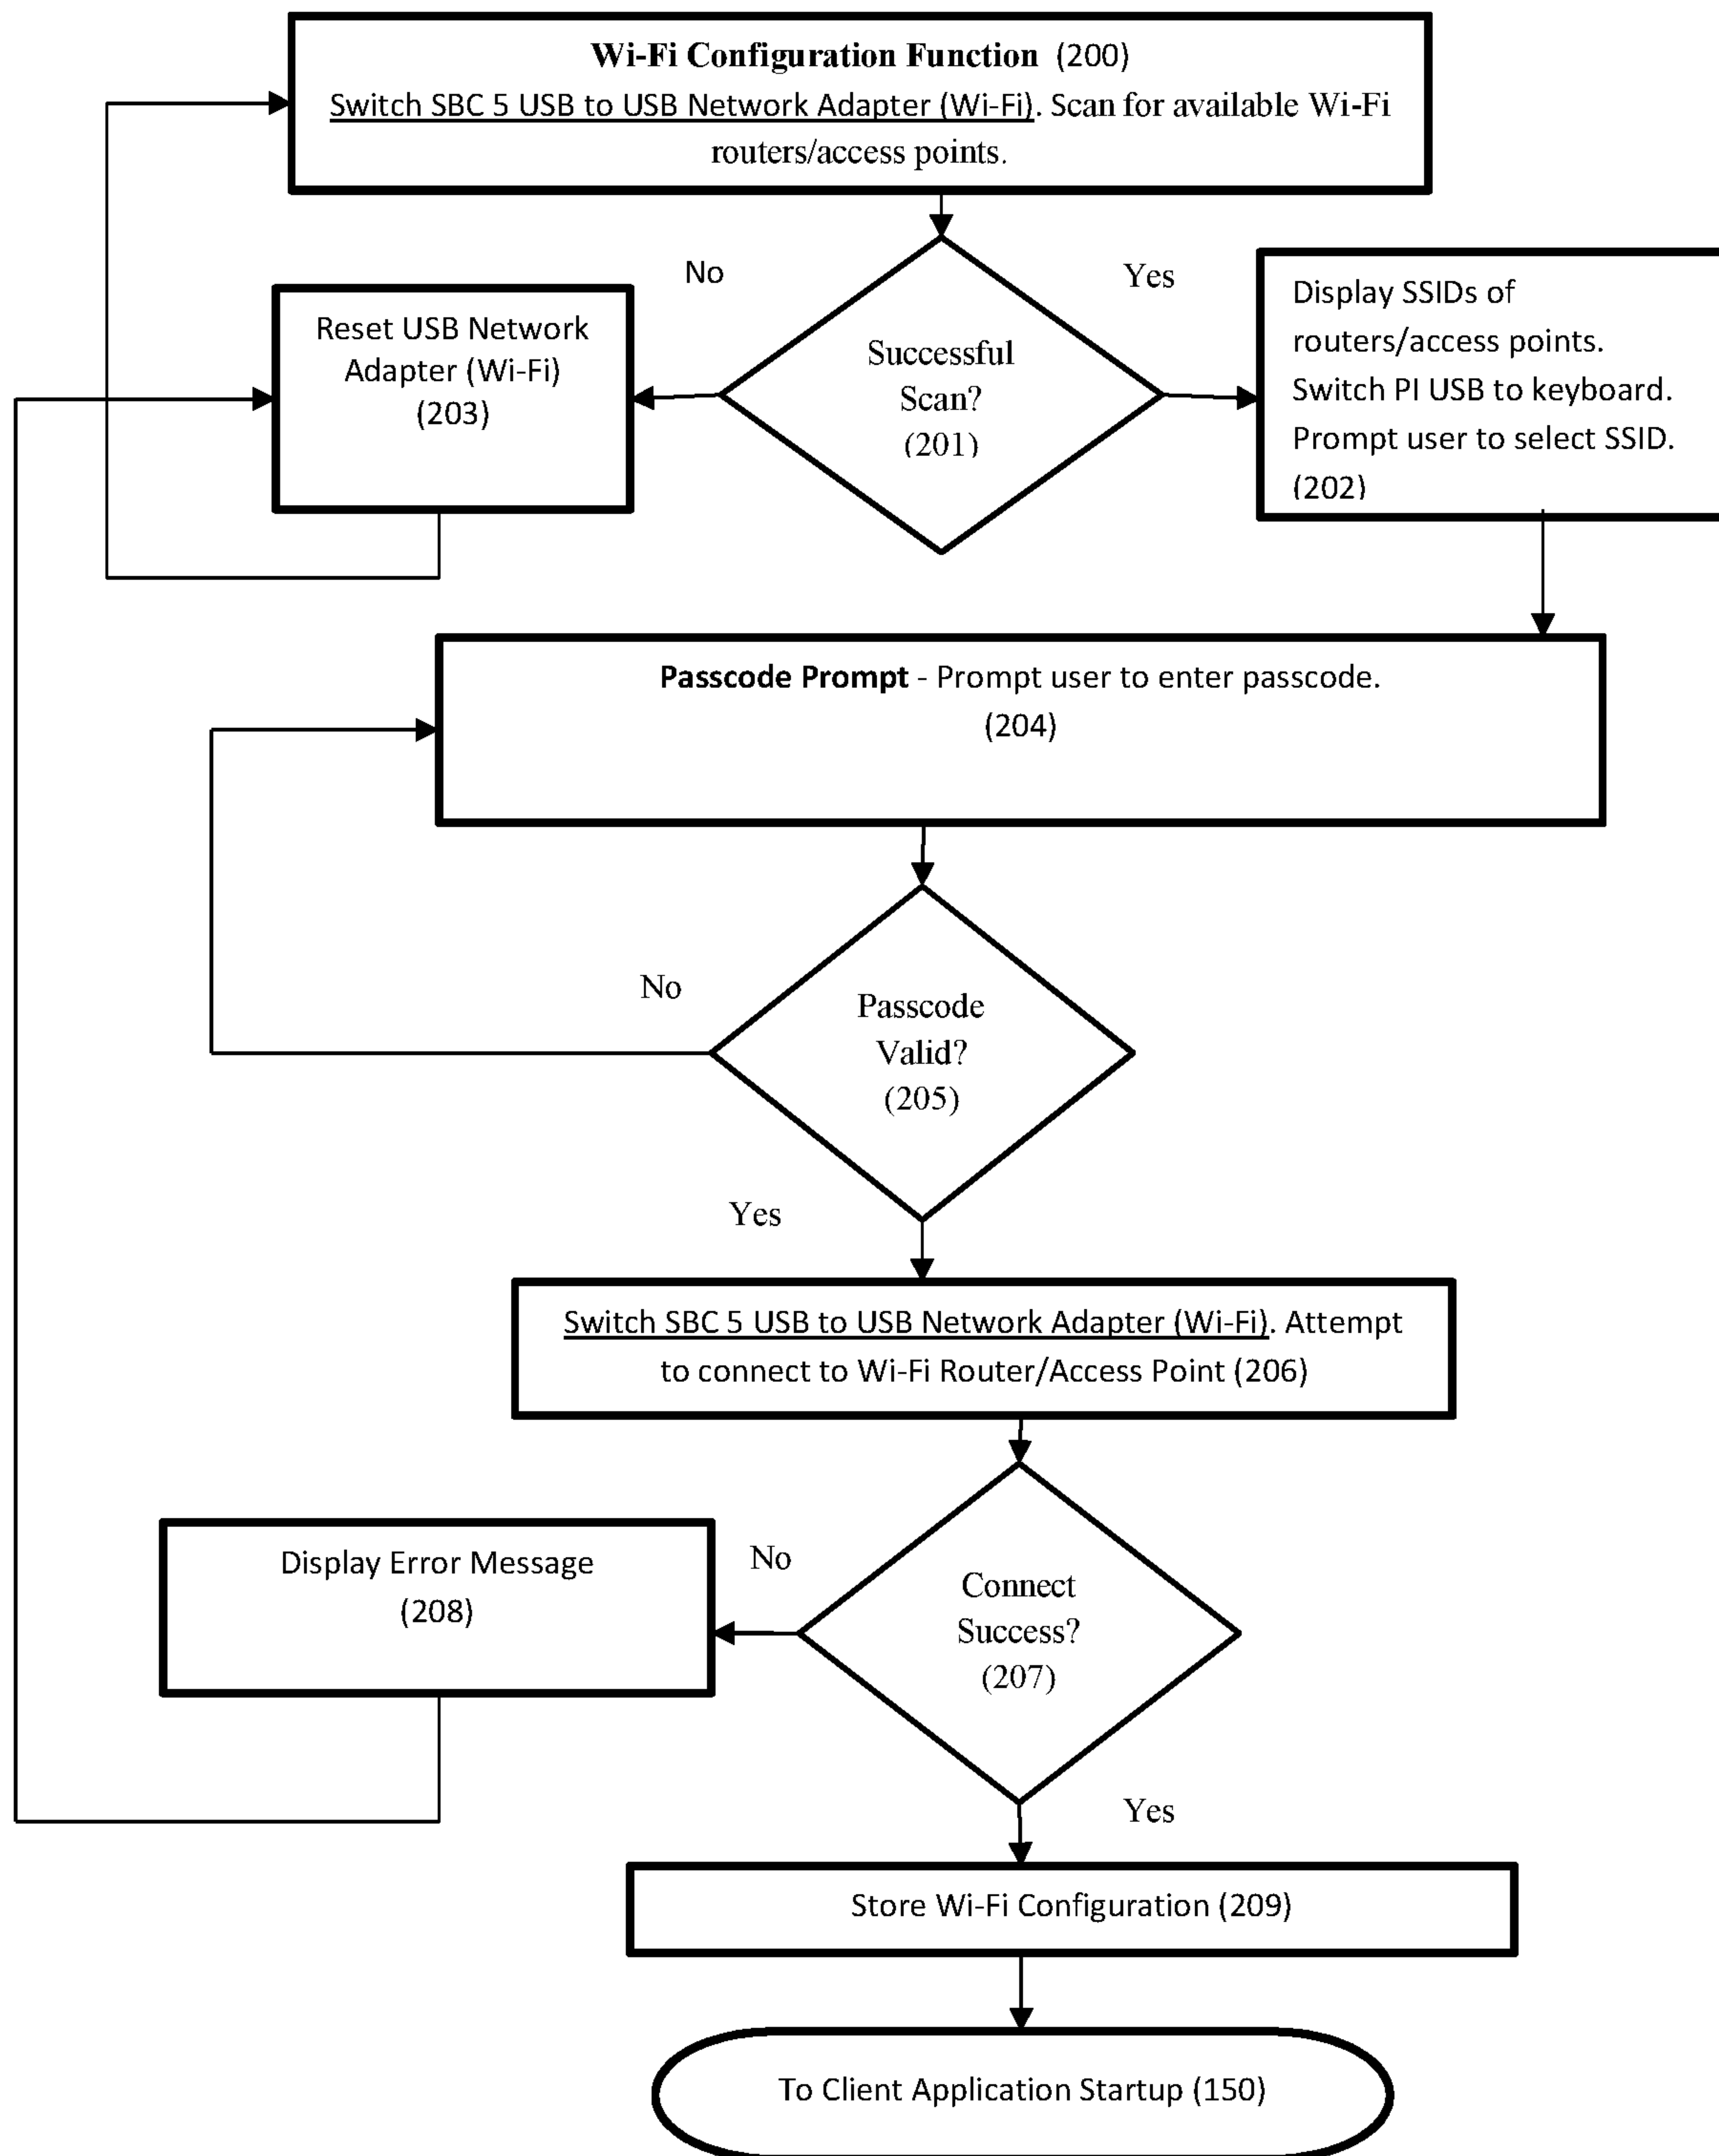 Wi-Fi Configuration Function (200)
Switch SBC 5 USB to USB Network Adapter (Wi-Fi). Scan for available Wi-Fi
routers/access points.
No
Yes
Reset USB Network
Adapter (Wi-Fi)
(203)
Successful
Scan?
(201)
Display SSIDs of
routers/access points.
Switch PI USB to keyboard.
Prompt user to select SSID.
(202)
Passcode Prompt - Prompt user to enter passcode.
(204)
No
Passcode
Valid?
(205)
Yes
Switch SBC 5 USB to USB Network Adapter (Wi-Fi). Attempt
to connect to Wi-Fi Router/Access Point (206)
Display Error Message
(208)
No
Connect
Success?
(207)
Yes
Store Wi-Fi Configuration (209)
To Client Application Startup (150)